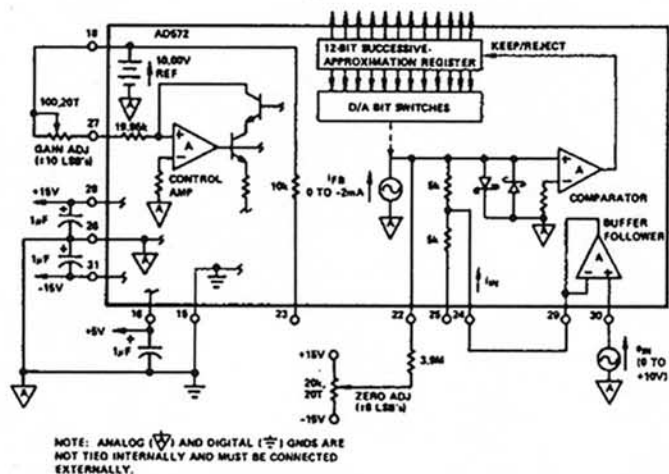 18
AD572
10.00V
REF
12-BIT SUCCESSIVE-
APPROXIMATION REGISTER
KEEP/REJECT
D/A BIT SWITCHES
100,20T
27
19.95k
GAIN ADJ
(±10 LSB's)
A
CONTROL
AMP
A
A
10k
IFB
0 TO -2mA
A
5k
5k
A
COMPARATOR
BUFFER
FOLLOWER
A
A
+15V
28
1μF
26
A
1μF
31
-15V
iIN
16
19
23
22
25
24
29
30
+5V
1μF
A
+15V
20k
20T
-15V
3.9M
ZERO ADJ
(±8 LSB's)
eIN
(0 TO
+10V)
A
NOTE: ANALOG (A) AND DIGITAL ( ) GNDS ARE
NOT TIED INTERNALLY AND MUST BE CONNECTED
EXTERNALLY.